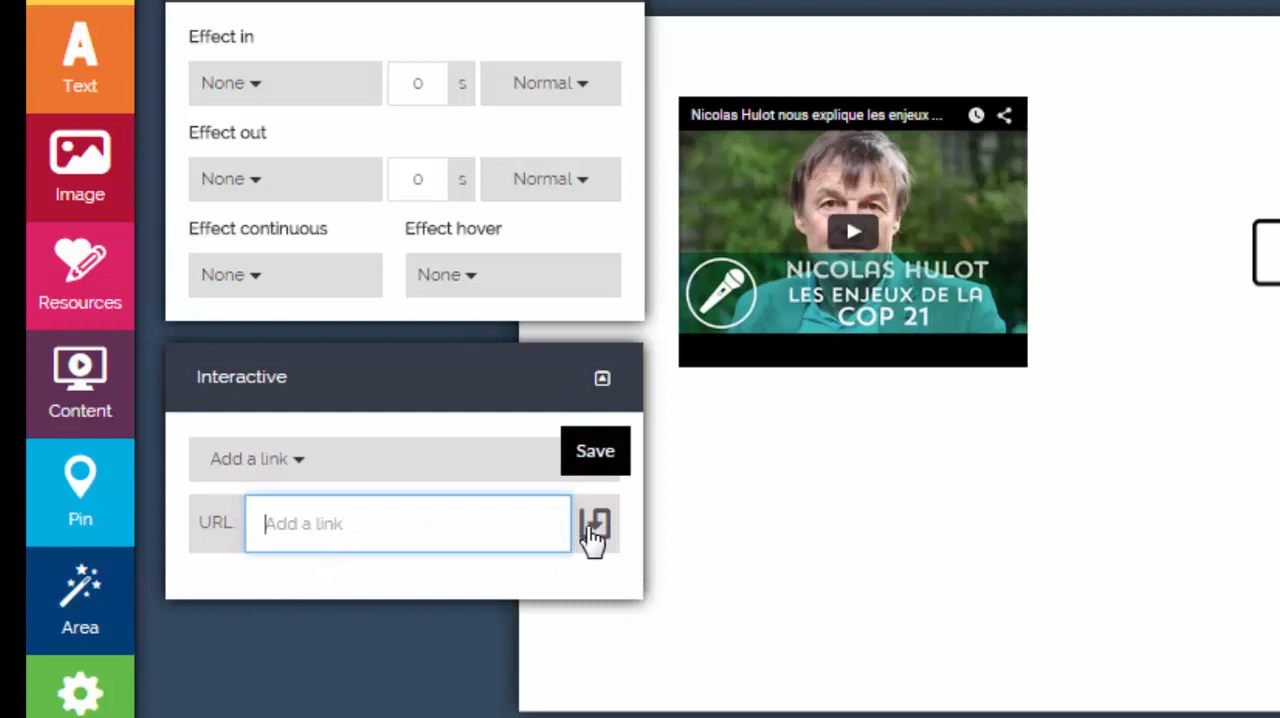 Text
Image
Resources
Content
Pin
Area
Effect in
None
0
s
Normal
Effect out
None
0
s
Normal
Effect continuous
Effect hover
None
None
Interactive
Add a link
Save
URL:
Add a link
Nicolas Hulot nous explique les enjeux ...
NICOLAS HULOT
LES ENJEUX DE LA
COP 21